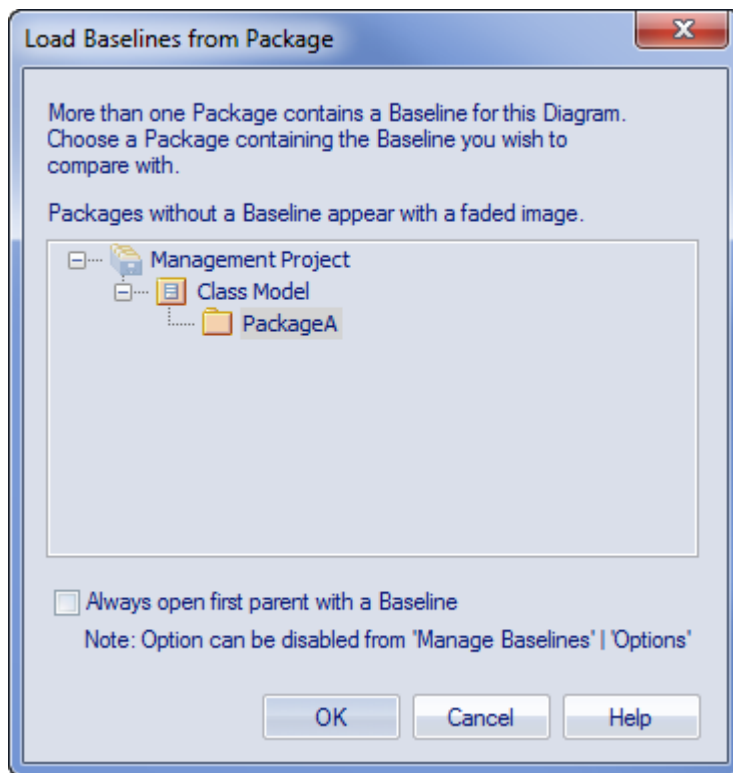 Load Baselines from Package
More than one Package contains a Baseline for this Diagram.
Choose a Package containing the Baseline you wish to
compare with.
Packages without a Baseline appear with a faded image.
Management Project
Class Model
PackageA
Always open first parent with a Baseline
Note: Option can be disabled from 'Manage Baselines' | 'Options'
OK
Cancel
Help